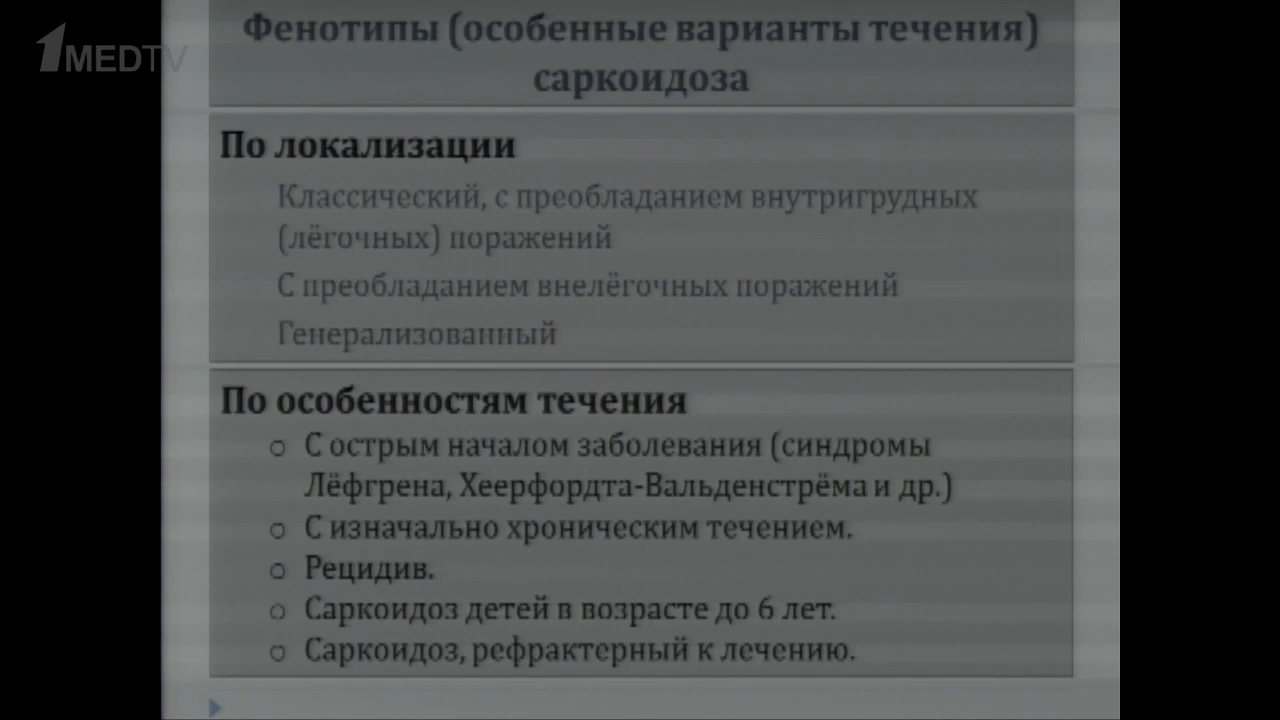 1MEDTV
Фенотипы (особенные варианты течения)
саркоидоза
По локализации
Классический, с преобладанием внутригрудных
(лёгочных) поражений
С преобладанием внелёгочных поражений
Генерализованный
По особенностям течения
С острым началом заболевания (синдромы
Лёфгрена, Хеерфордта-Вальденстрёма и др.)
С изначально хроническим течением.
Рецидив.
Саркоидоз детей в возрасте до 6 лет.
Саркоидоз, рефрактерный к лечению.